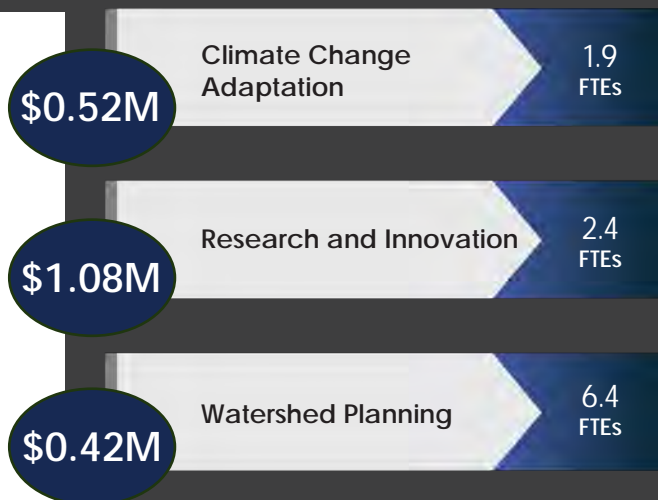 $0.52M
Climate Change
Adaptation
1.9
FTEs
$1.08M
Research and Innovation
2.4
FTEs
$0.42M
Watershed Planning
6.4
FTEs